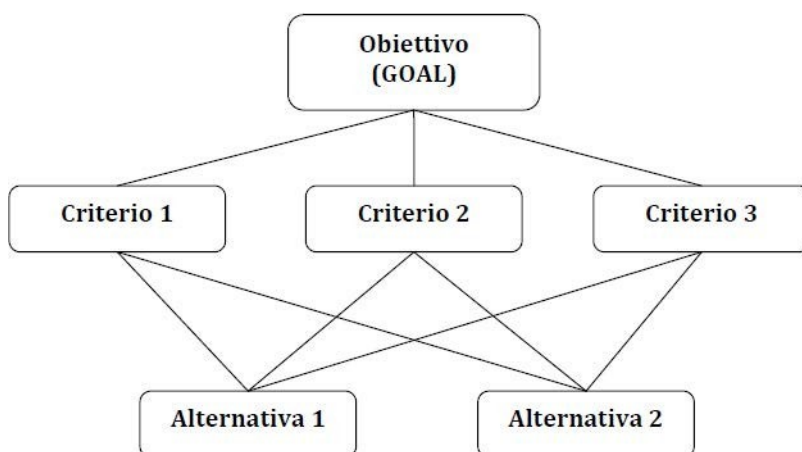 Obiettivo
(GOAL)
Criterio 1
Criterio 2
Criterio 3
Alternativa 1
Alternativa 2